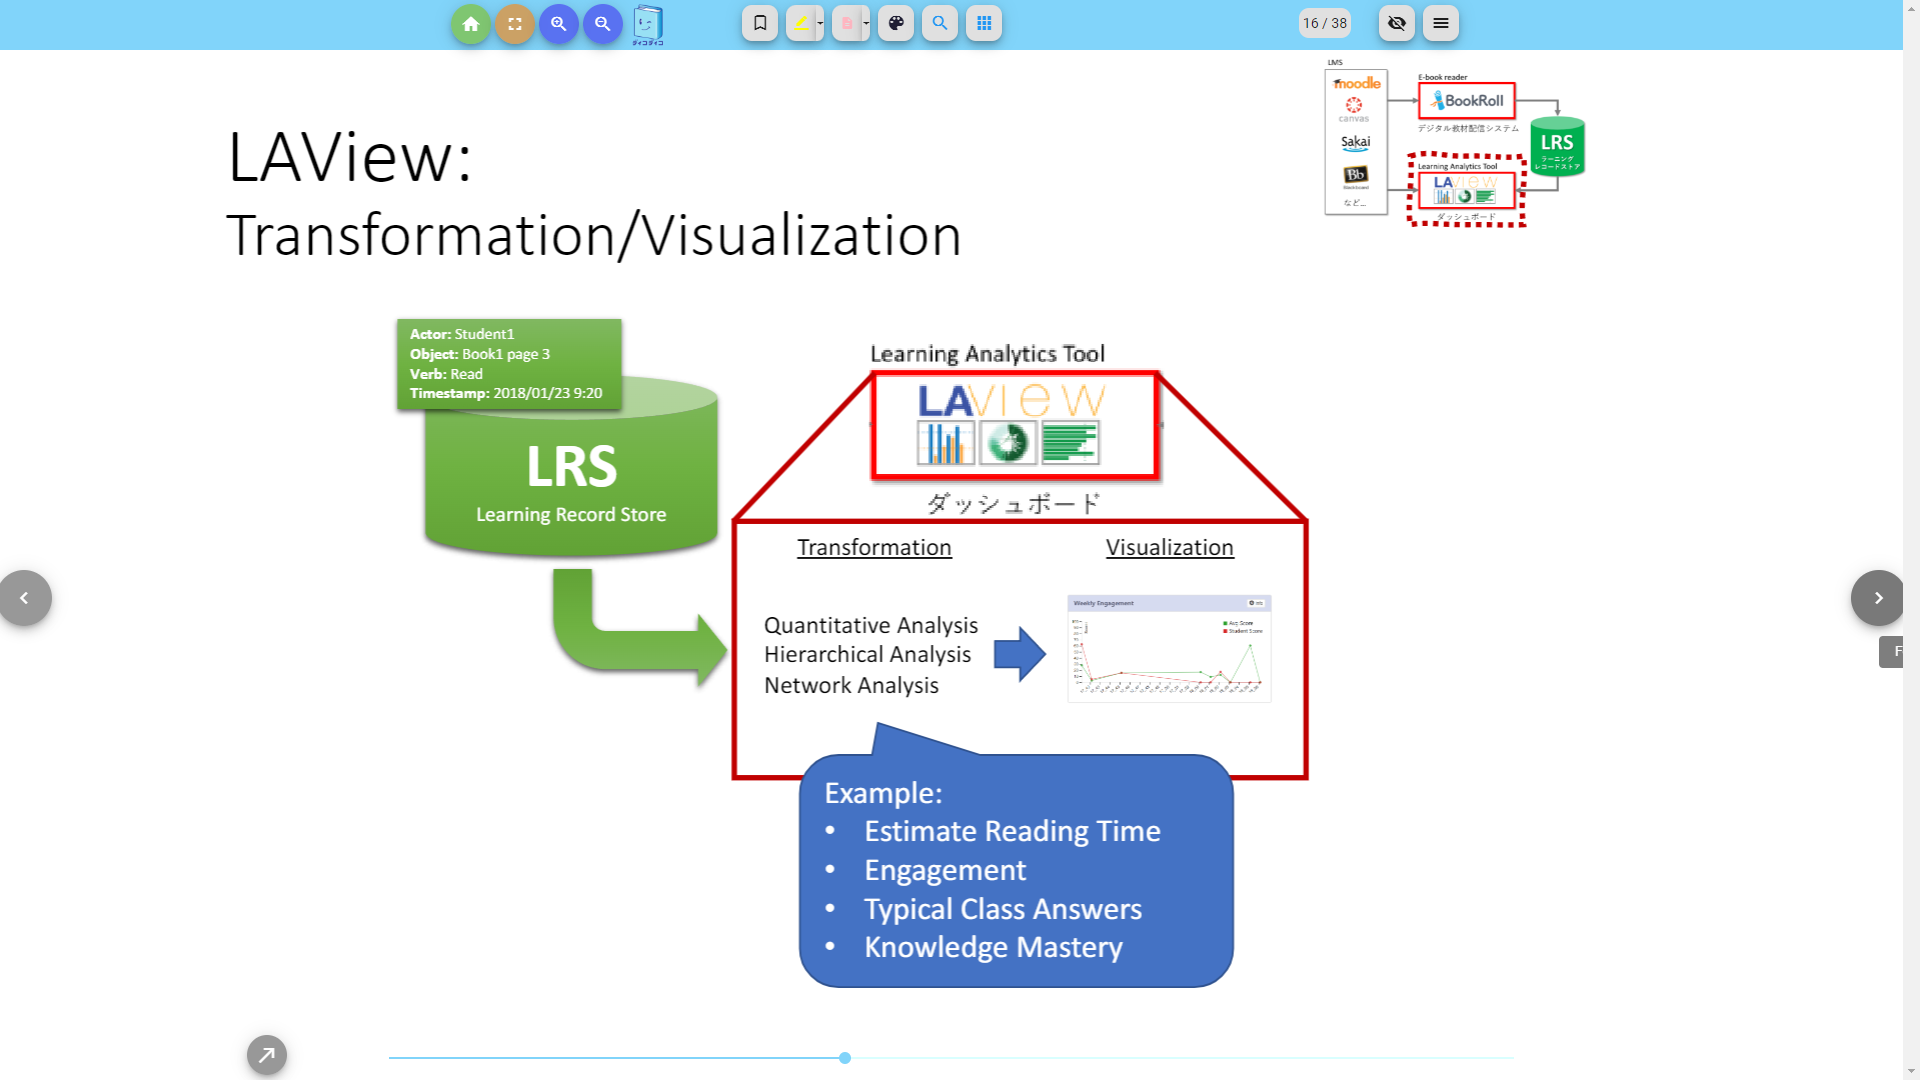 16 / 38
LMS
moodle
canvas
Sakai
Bb
Blackboard
など...
E-book reader
BookRoll
デジタル教材配信システム
LRS
ラーニング
レコードストア
Learning Analytics Tool
LAView
ダッシュボード
LAView:
Transformation/Visualization
Actor: Student1
Object: Book1 page 3
Verb: Read
Timestamp: 2018/01/23 9:20
LRS
Learning Record Store
Learning Analytics Tool
LAVIeW
ダッシュボード
Transformation
Visualization
Quantitative Analysis
Hierarchical Analysis
Network Analysis
Weekly Engagement
Avg Score
Student Score
F
Example:
• Estimate Reading Time
• Engagement
• Typical Class Answers
• Knowledge Mastery